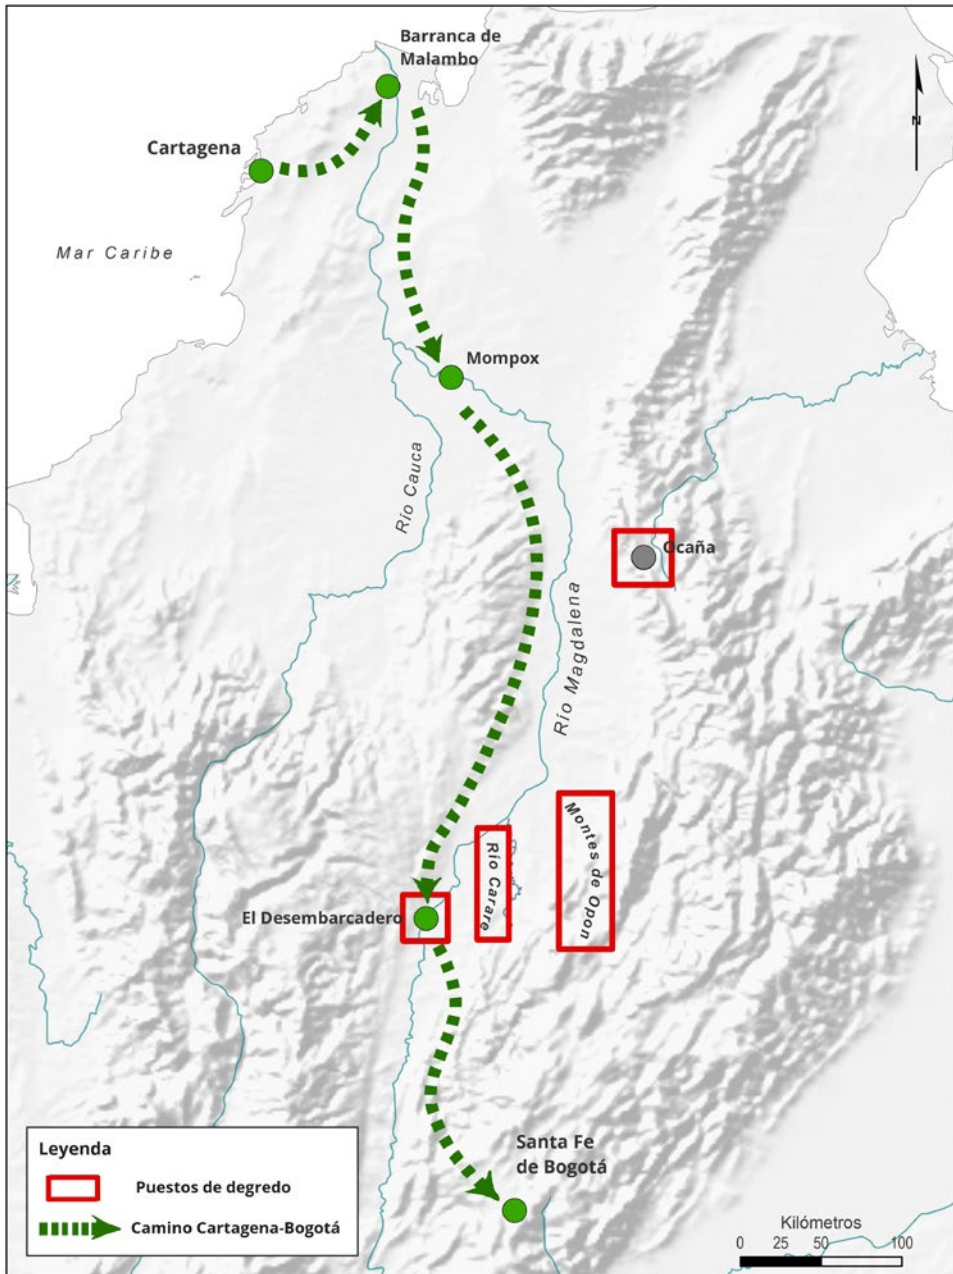 Barranca de
Malambo
Cartagena
N
Mar Caribe
Mompox
Río Cauca
Ocaña
Río Magdalena
Montes de Opon
Río Carare
El Desembarcadero
Santa Fe
de Bogotá
Leyenda
Puestos de degredo
Camino Cartagena-Bogotá
Kilómetros
0 25 50 100